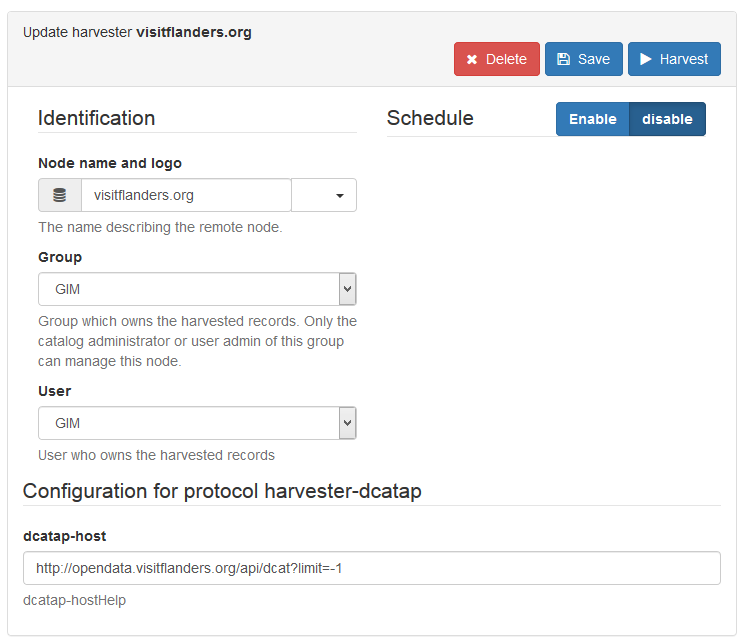 Update harvester visitflanders.org
Delete Save Harvest
Identification
Schedule
Enable disable
Node name and logo
visitflanders.org
The name describing the remote node.
Group
GIM
Group which owns the harvested records. Only the
catalog administrator or user admin of this group
can manage this node.
User
GIM
User who owns the harvested records
Configuration for protocol harvester-dcatap
dcatap-host
http://opendata.visitflanders.org/api/dcat?limit=-1
dcatap-hostHelp